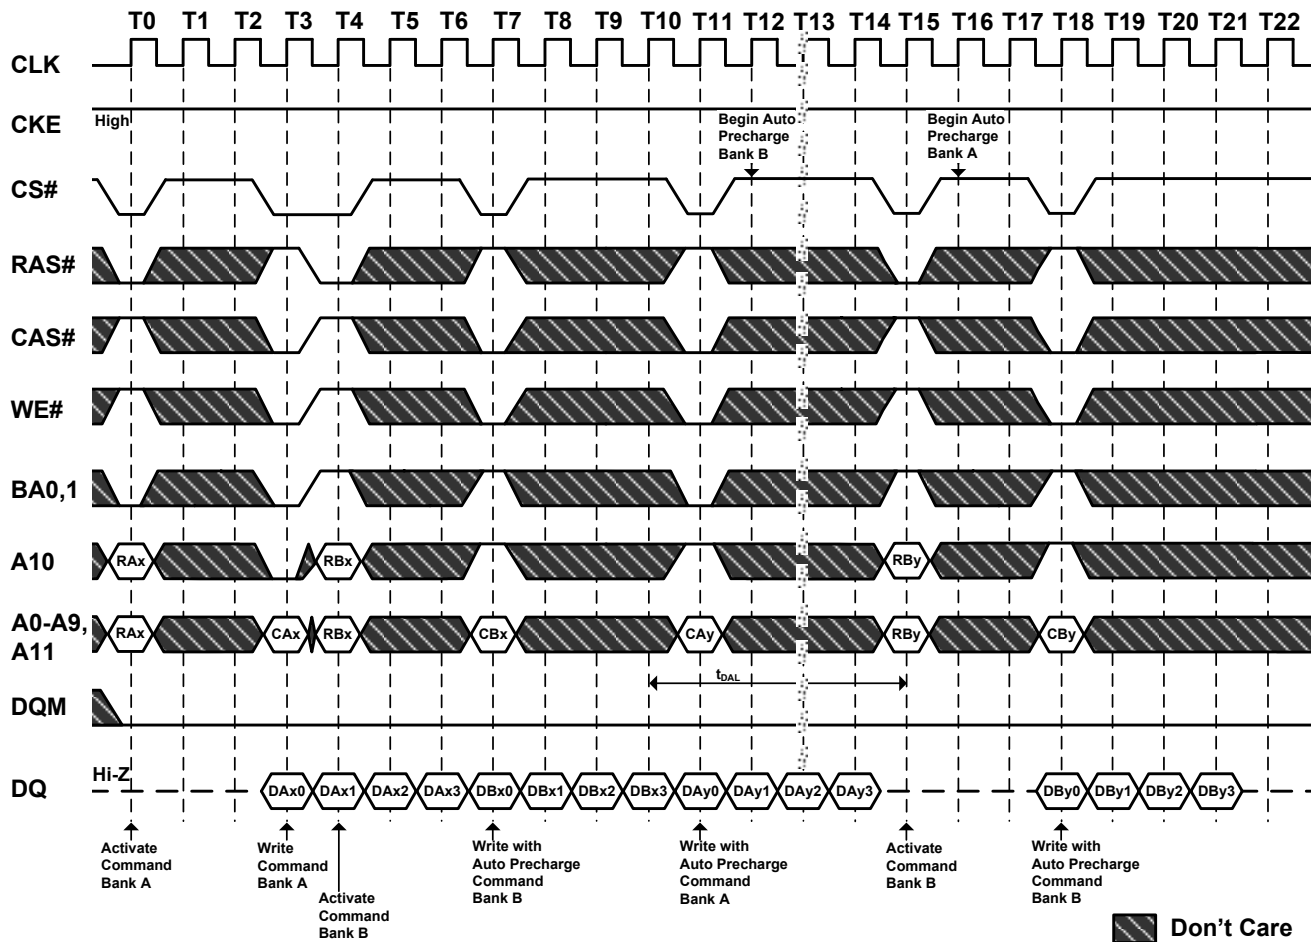 T0 T1 T2 T3 T4 T5 T6 T7 T8 T9 T10 T11 T12 T13 T14 T15 T16 T17 T18 T19 T20 T21 T22
CLK
CKE
High
Begin Auto
Precharge
Bank B
Begin Auto
Precharge
Bank A
CS#
RAS#
CAS#
WE#
BA0,1
A10
RAx RBx RBy
A0-A9,
A11
RAx CAx RBx CBx CAy RBy CBy
tDAL
DQM
Hi-Z
DQ
DAx0 DAx1 DAx2 DAx3 DBx0 DBx1 DBx2 DBx3 DAy0 DAy1 DAy2 DAy3 DBy0 DBy1 DBy2 DBy3
Activate
Command
Bank A
Write
Command
Bank A
Activate
Command
Bank B
Write with
Auto Precharge
Command
Bank B
Write with
Auto Precharge
Command
Bank A
Activate
Command
Bank B
Write with
Auto Precharge
Command
Bank B
Don't Care